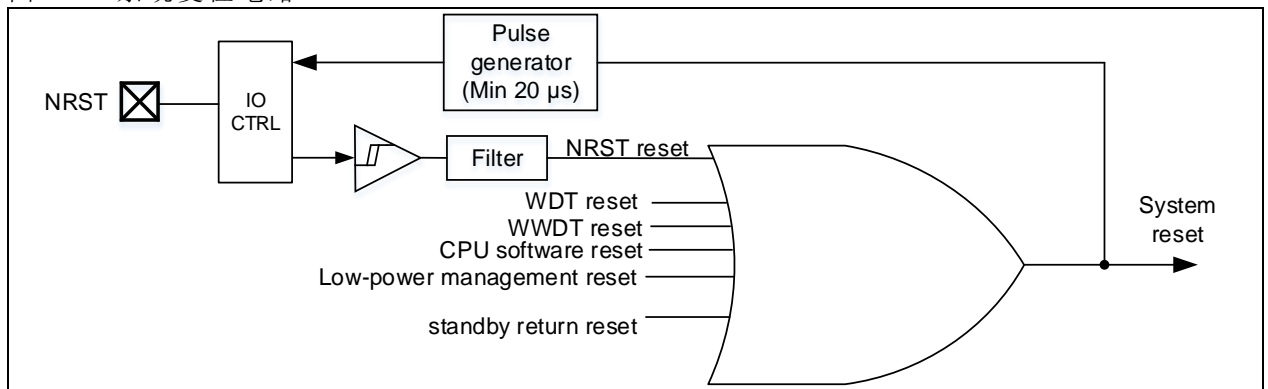 Pulse
generator
(Min 20 µs)
NRST
IO
CTRL
Filter
NRST reset
WDT reset
WWDT reset
CPU software reset
Low-power management reset
standby return reset
System
reset